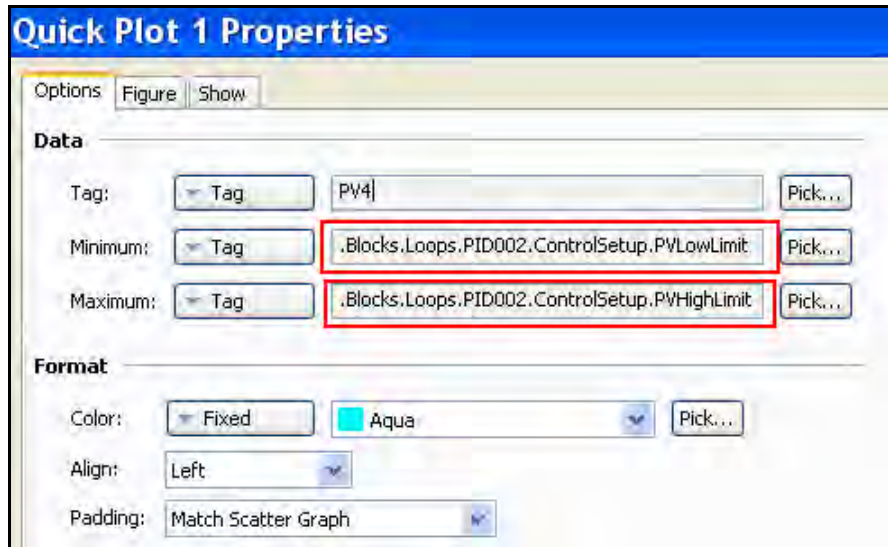 Quick Plot 1 Properties
Options Figure Show
Data
Tag: Tag PV4 Pick...
Minimum: Tag .Blocks.Loops.PID002.ControlSetup.PVLowLimit Pick...
Maximum: Tag .Blocks.Loops.PID002.ControlSetup.PVHighLimit Pick...
Format
Color: Fixed Aqua Pick...
Align: Left
Padding: Match Scatter Graph